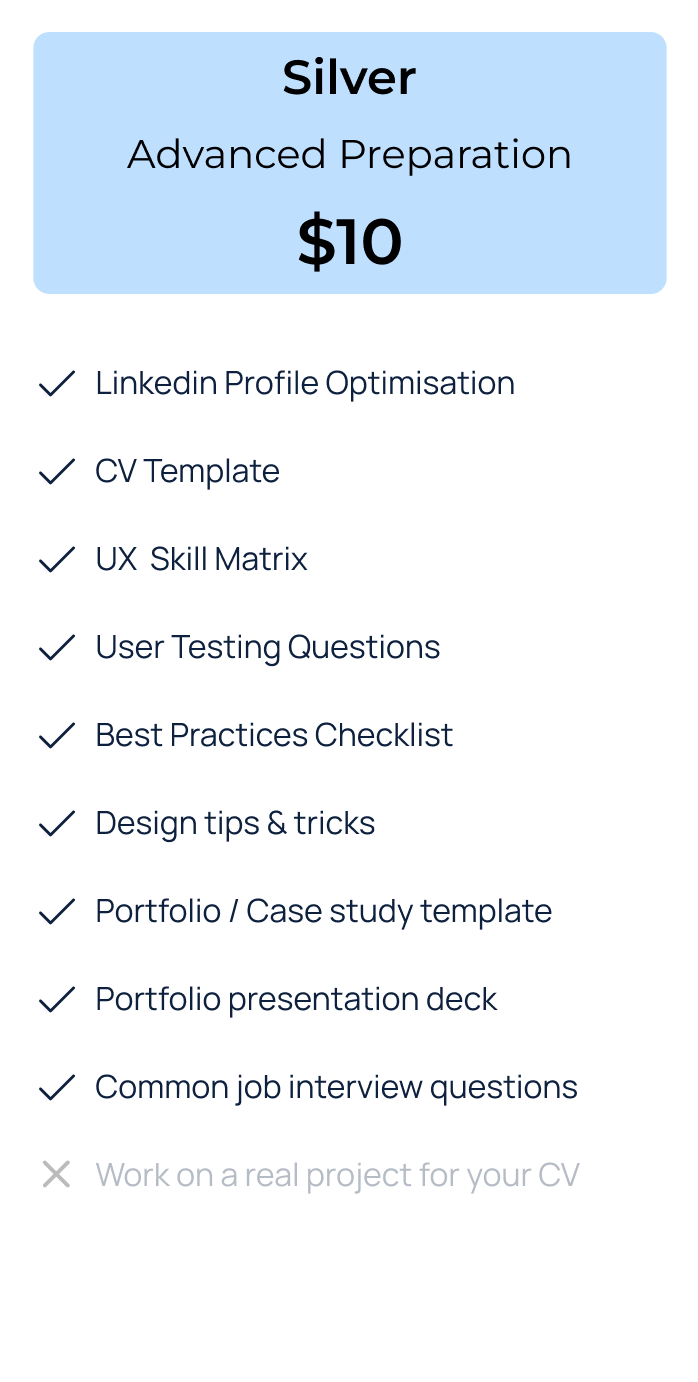 Silver
Advanced Preparation
$10
Linkedin Profile Optimisation
CV Template
UX  Skill Matrix
User Testing Questions
Best Practices Checklist
Design tips & tricks
Portfolio / Case study template
Portfolio presentation deck
Common job interview questions
Work on a real project for your CV